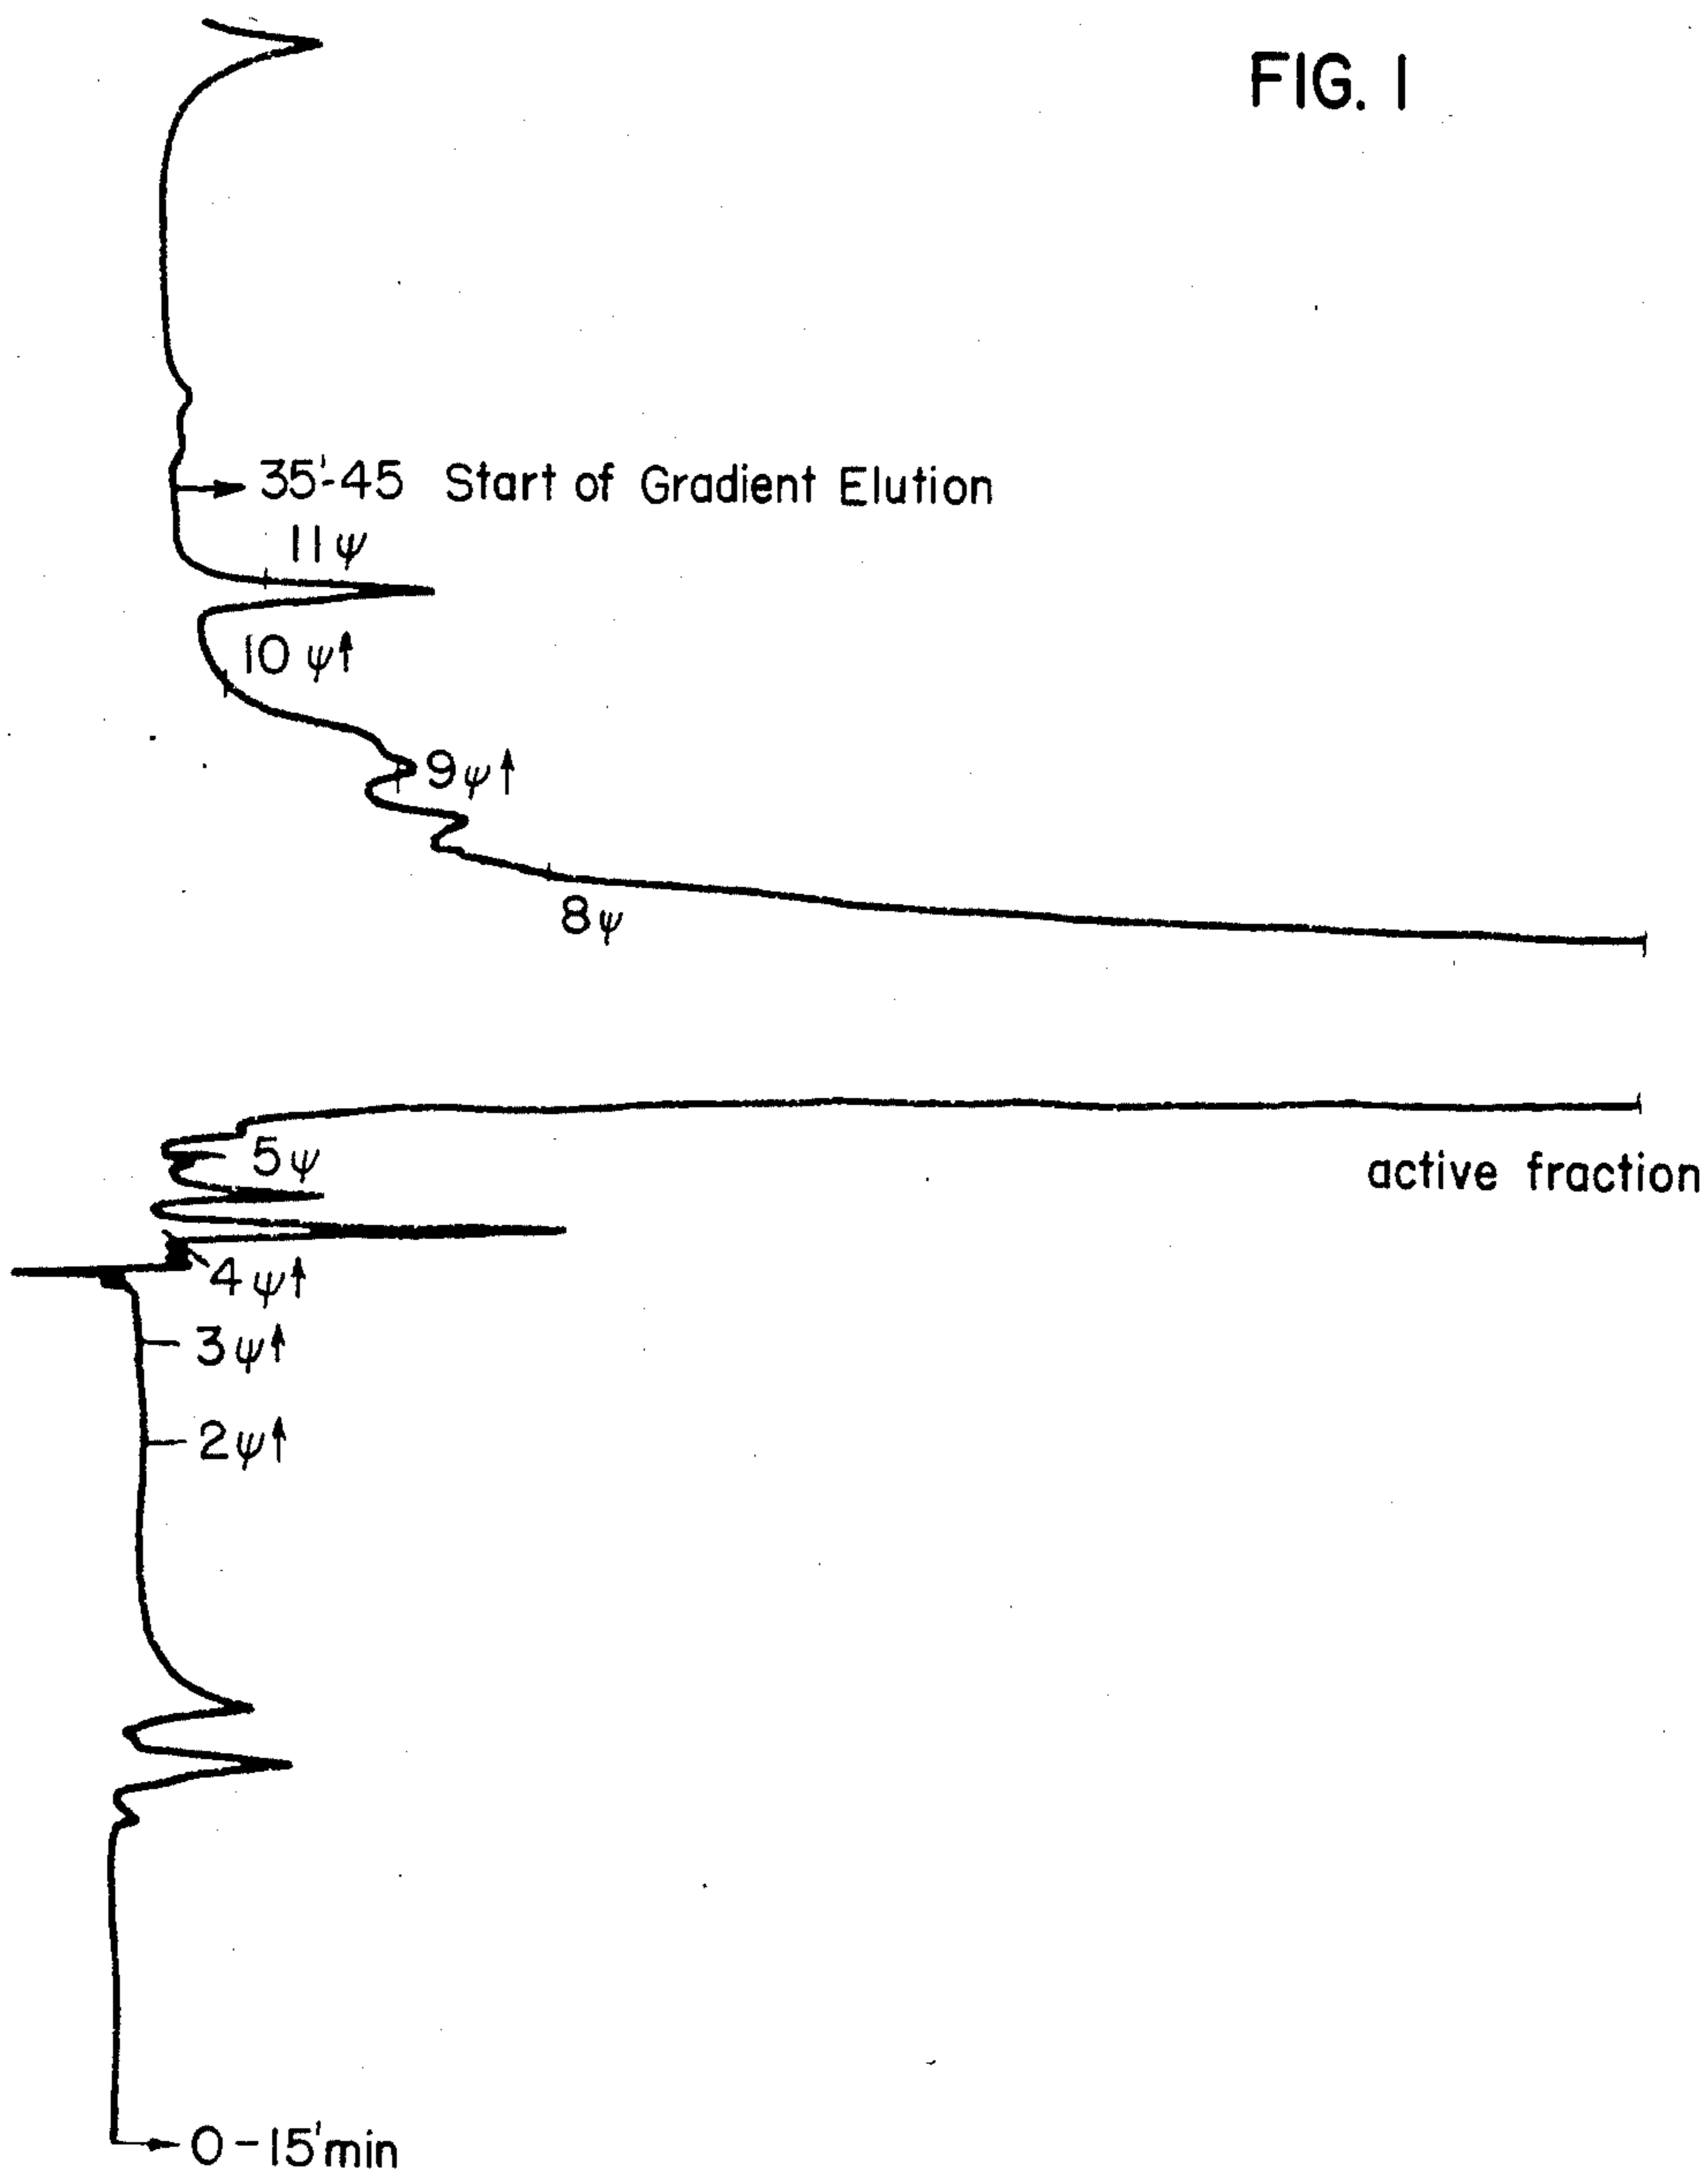 FIG. 1
35'-45 Start of Gradient Elution
11ψ
10 ψ↑
9ψ↑
8ψ
5ψ
active fraction
4ψ↑
3ψ↑
2ψ↑
0-15'min